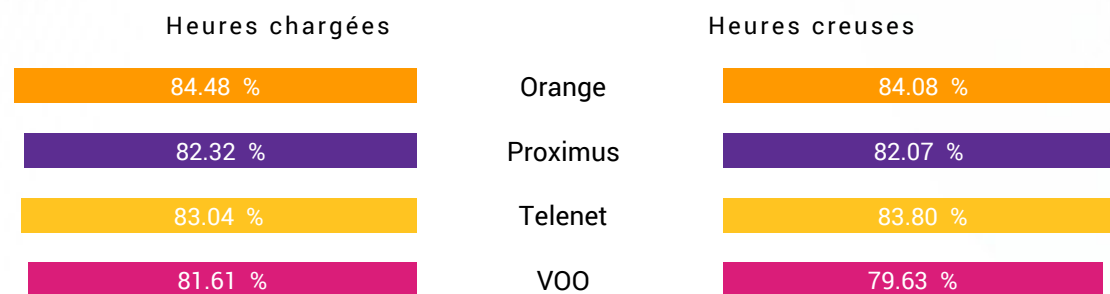 Heures chargées Heures creuses
84.48 % Orange 84.08 %
82.32 % Proximus 82.07 %
83.04 % Telenet 83.80 %
81.61 % VOO 79.63 %